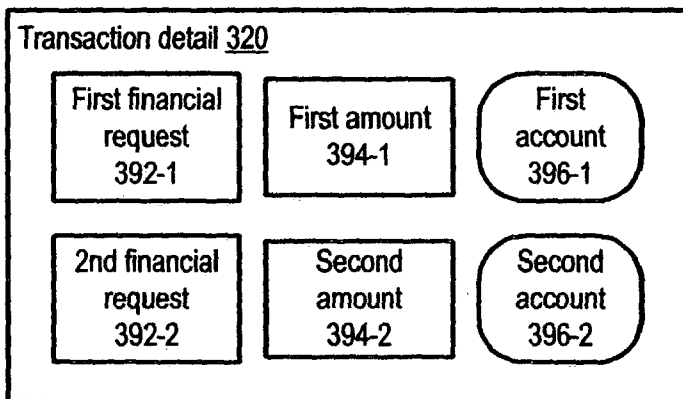 Transaction detail 320
First financial
request
392-1
First amount
394-1
First
account
396-1
2nd financial
request
392-2
Second
amount
394-2
Second
account
396-2